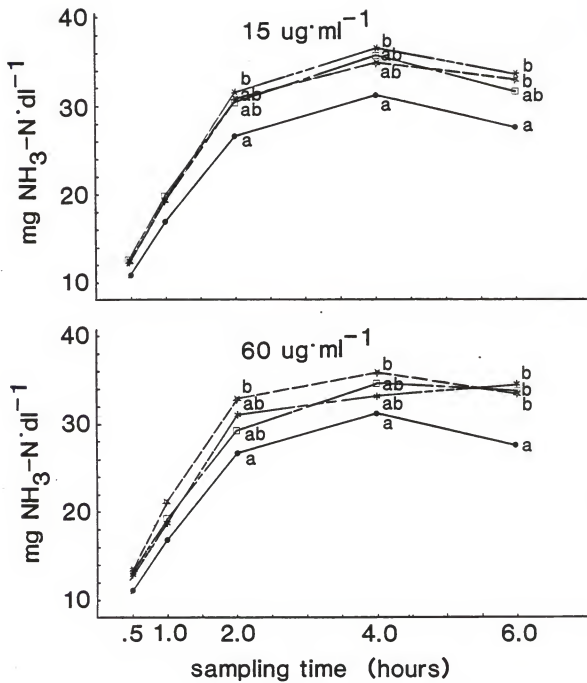 15 ug·ml⁻¹
mg NH₃-N·dl⁻¹
40
30
20
10
b
ab
ab
a
b
ab
ab
a
b
b
ab
a
60 ug·ml⁻¹
mg NH₃-N·dl⁻¹
40
30
20
10
b
ab
ab
a
b
b
ab
a
b
b
b
a
.5 1.0 2.0 4.0 6.0
sampling time (hours)